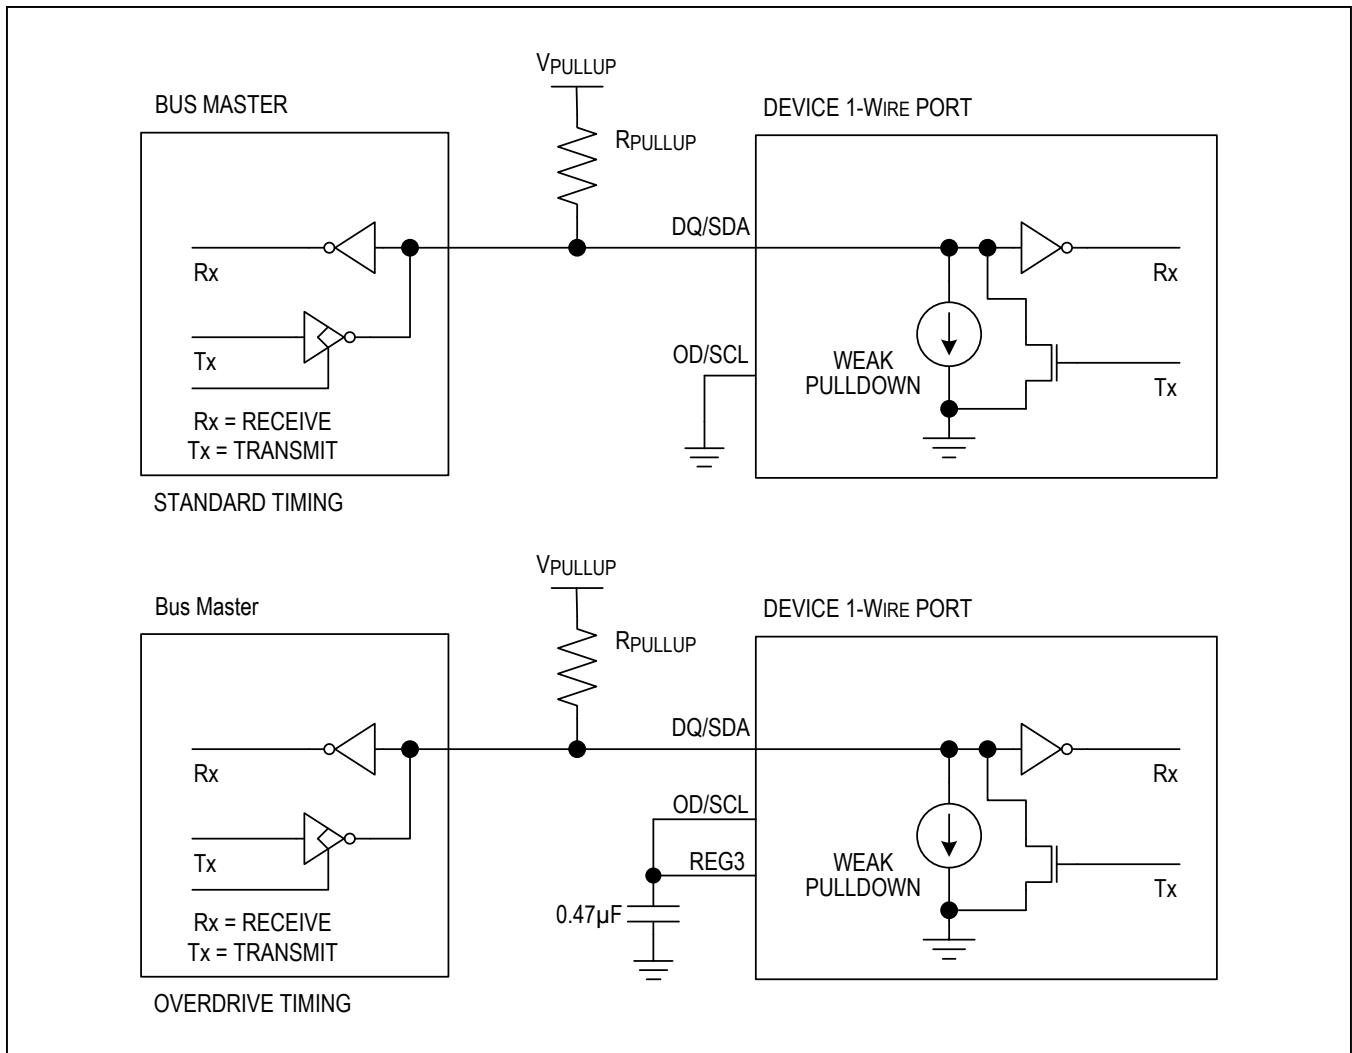 VPULLUP
BUS MASTER
DEVICE 1-WIRE PORT
RPULLUP
DQ/SDA
Rx
Rx
Tx
OD/SCL
WEAK
PULLDOWN
Tx
Rx = RECEIVE
Tx = TRANSMIT
STANDARD TIMING
VPULLUP
Bus Master
DEVICE 1-WIRE PORT
RPULLUP
DQ/SDA
Rx
Rx
OD/SCL
Tx
REG3
WEAK
PULLDOWN
Tx
0.47µF
Rx = RECEIVE
Tx = TRANSMIT
OVERDRIVE TIMING